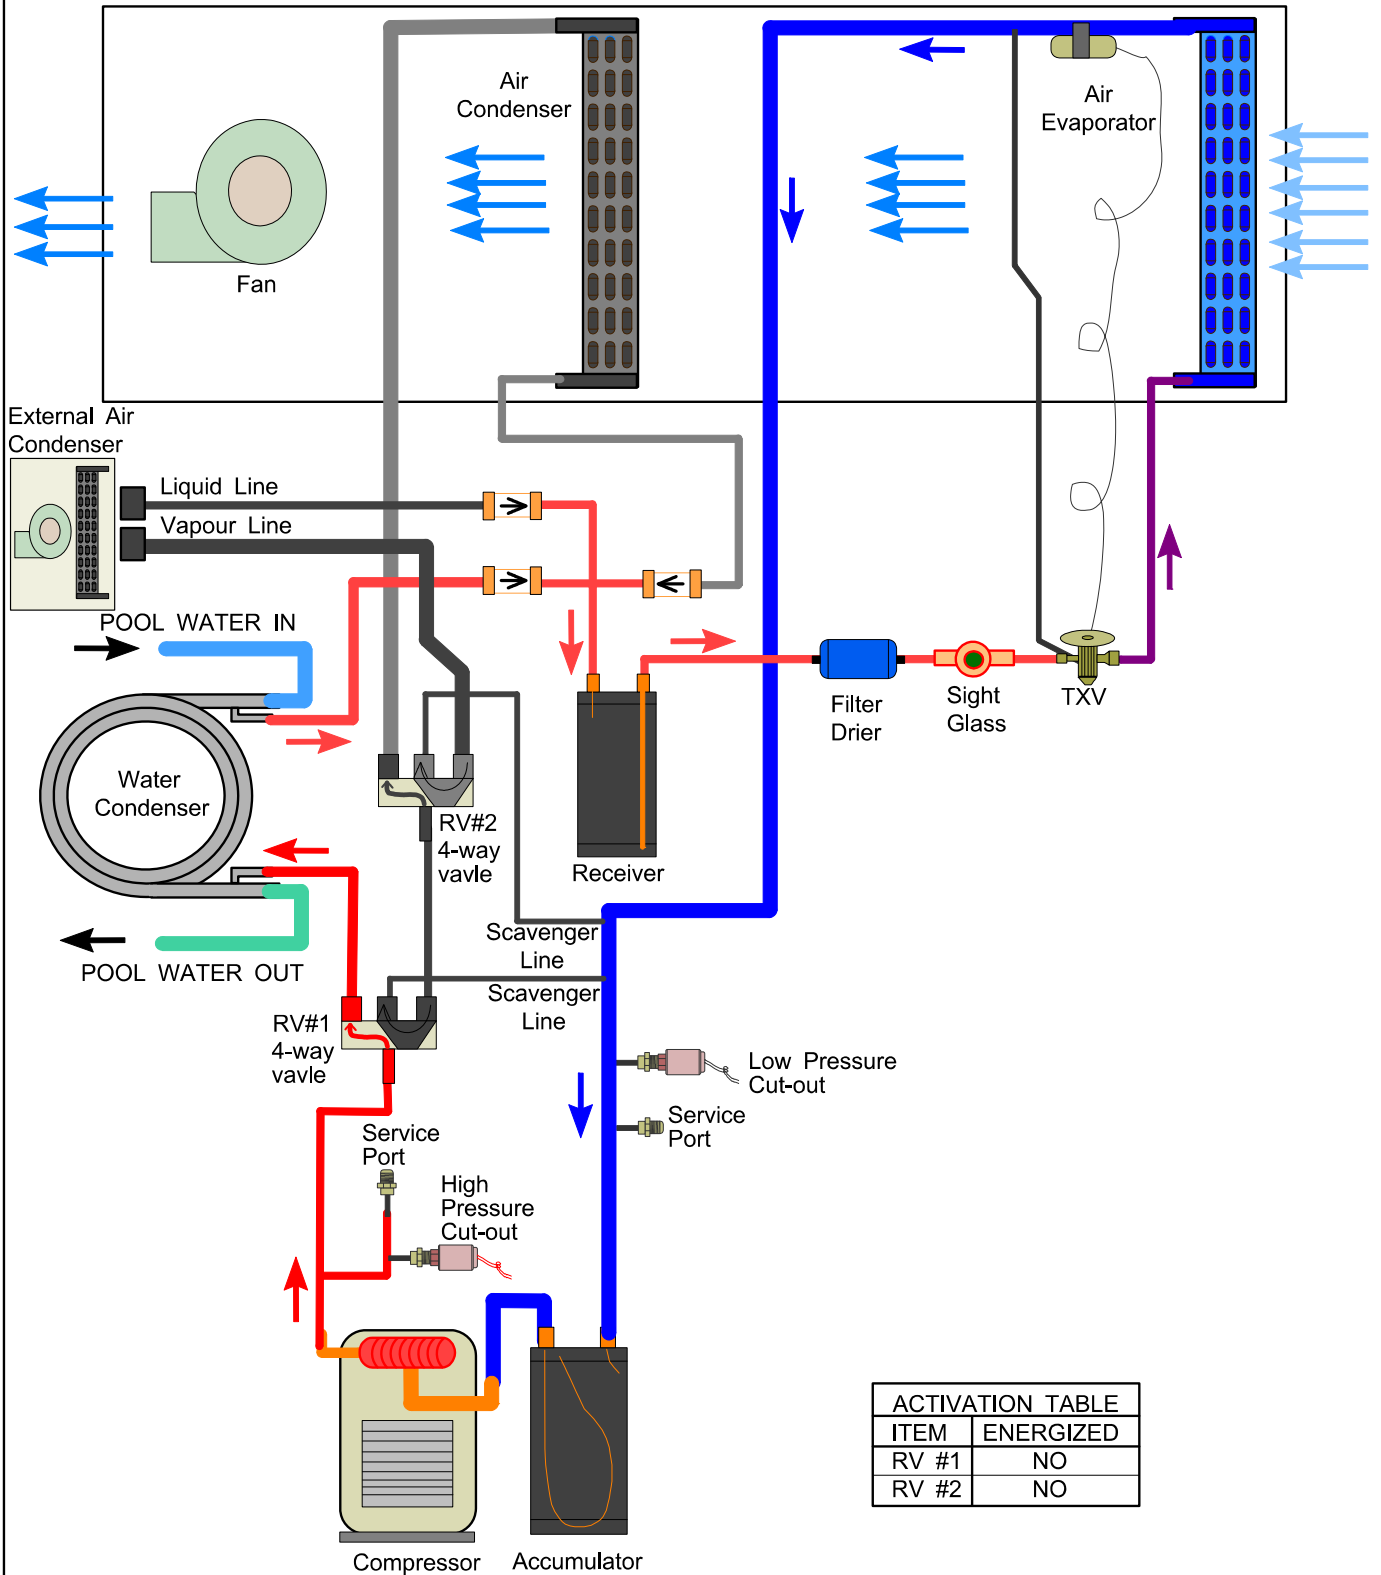 Air
Condenser
Air
Evaporator
Fan
External Air
Condenser
Liquid Line
Vapour Line
POOL WATER IN
Water
Condenser
POOL WATER OUT
RV#2
4-way
vavle
Receiver
Filter
Drier
Sight
Glass
TXV
Scavenger
Line
Scavenger
Line
RV#1
4-way
vavle
Low Pressure
Cut-out
Service
Port
Service
Port
High
Pressure
Cut-out
Compressor
Accumulator
ACTIVATION TABLE
ITEM ENERGIZED
RV #1 NO
RV #2 NO